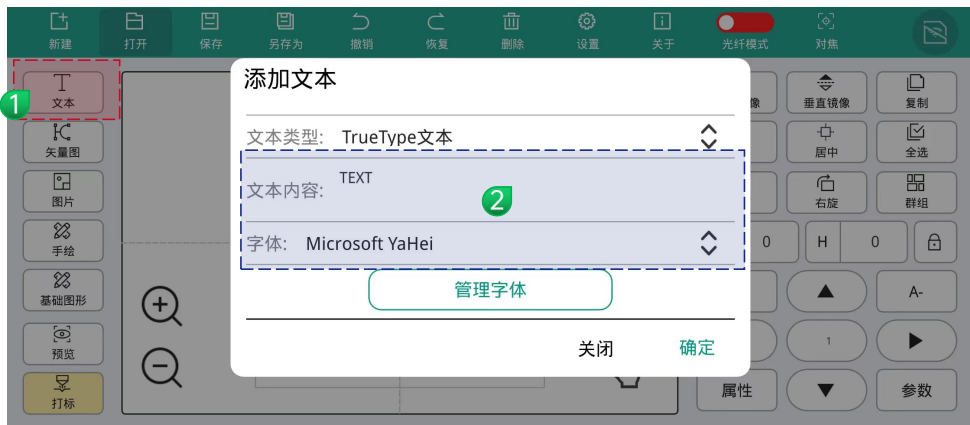 新建 打开 保存 另存为 撤销 恢复 删除 设置 关于 光纤模式 对焦
1
文本
矢量图
图片
手绘
基础图形
预览
打标
添加文本
文本类型: TrueType文本
文本内容: TEXT
2
字体: Microsoft YaHei
管理字体
关闭 确定
像 垂直镜像 复制
居中 全选
右旋 群组
0 H 0
A-
1
属性 参数